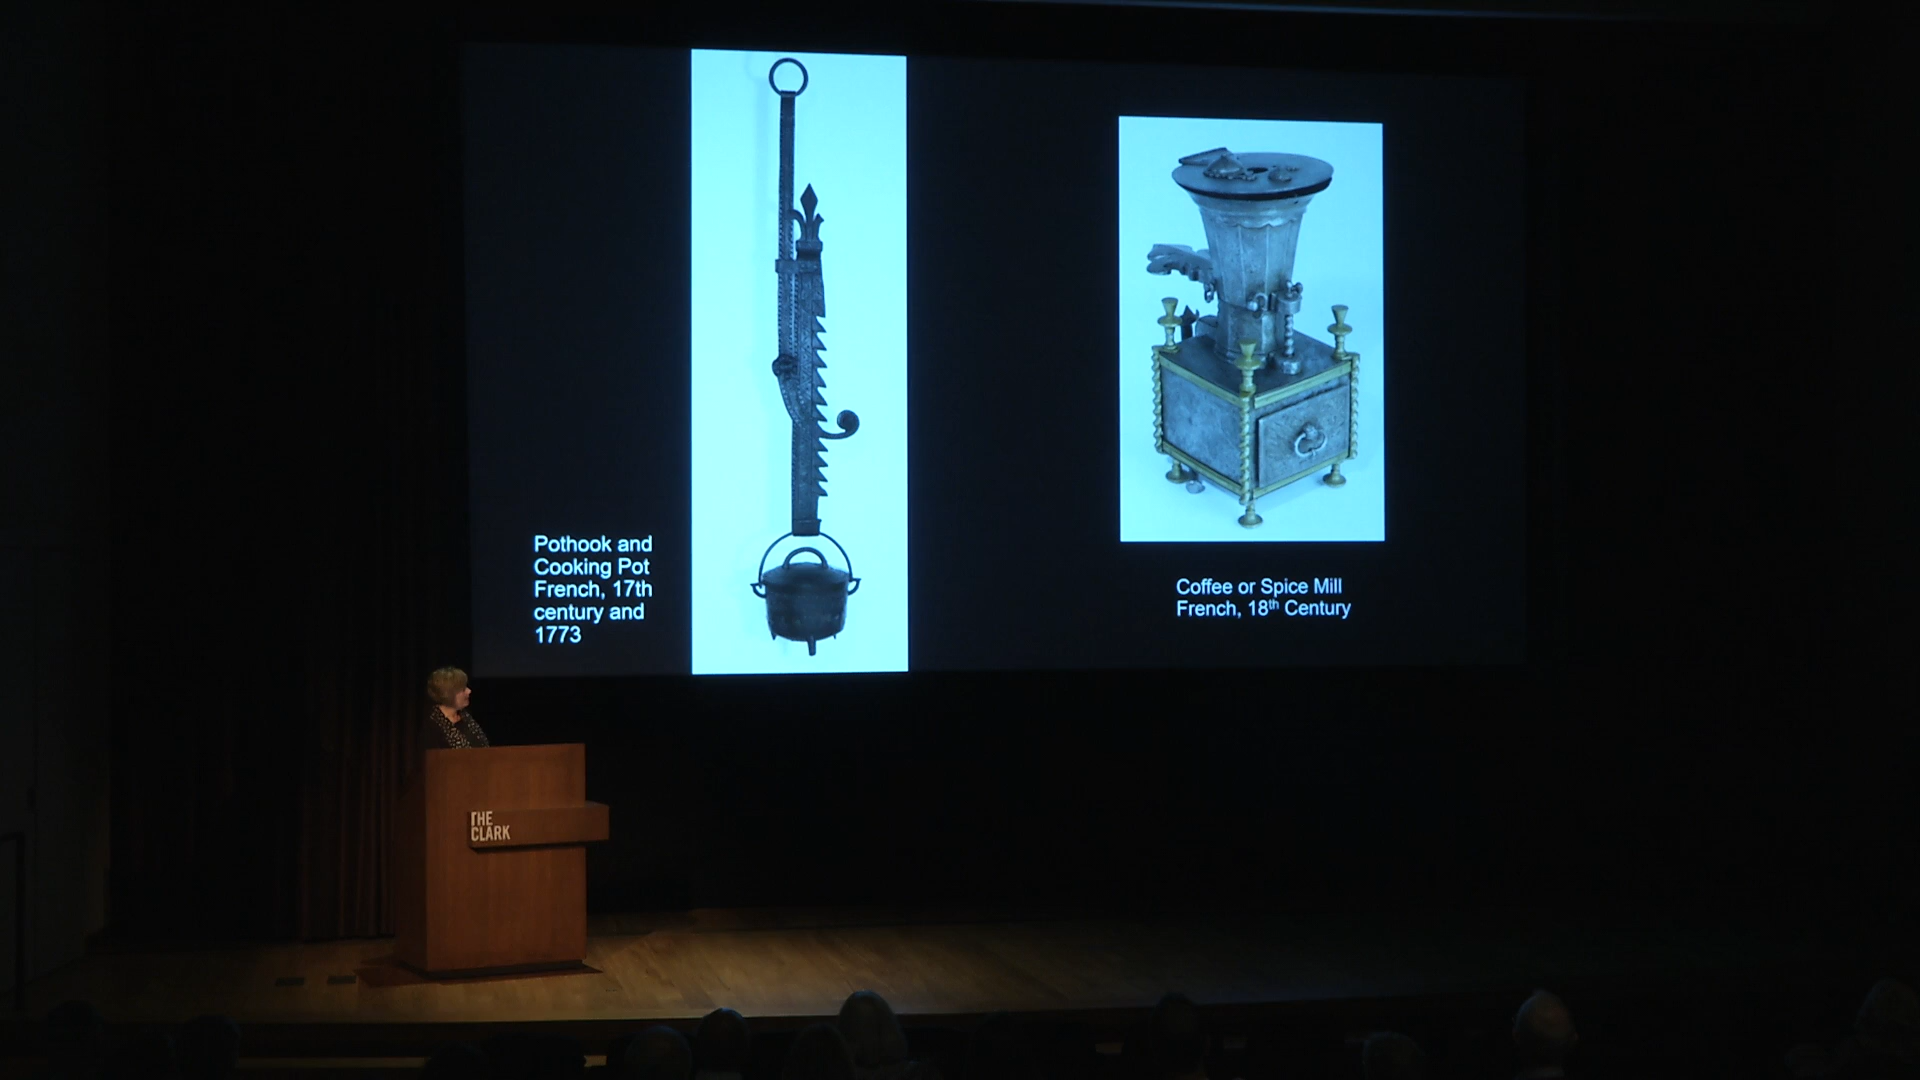 Pothook and
Cooking Pot
French, 17th
century and
1773
Coffee or Spice Mill
French, 18th Century
THE
CLARK